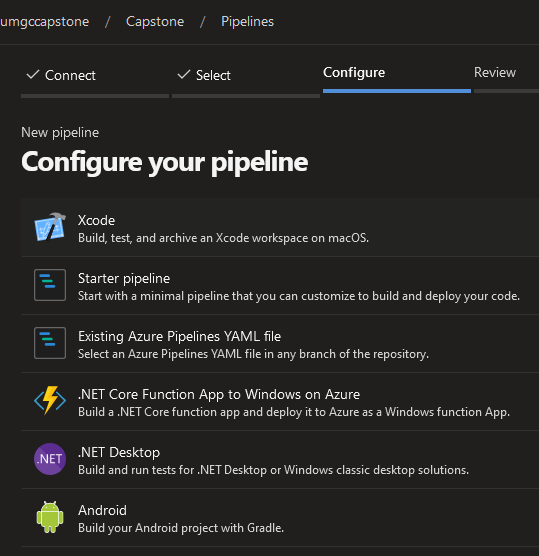 umgccapstone / Capstone / Pipelines
Connect Select Configure Review
New pipeline
Configure your pipeline
Xcode
Build, test, and archive an Xcode workspace on macOS.
Starter pipeline
Start with a minimal pipeline that you can customize to build and deploy your code.
Existing Azure Pipelines YAML file
Select an Azure Pipelines YAML file in any branch of the repository.
.NET Core Function App to Windows on Azure
Build a .NET Core function app and deploy it to Azure as a Windows function App.
.NET
.NET Desktop
Build and run tests for .NET Desktop or Windows classic desktop solutions.
Android
Build your Android project with Gradle.